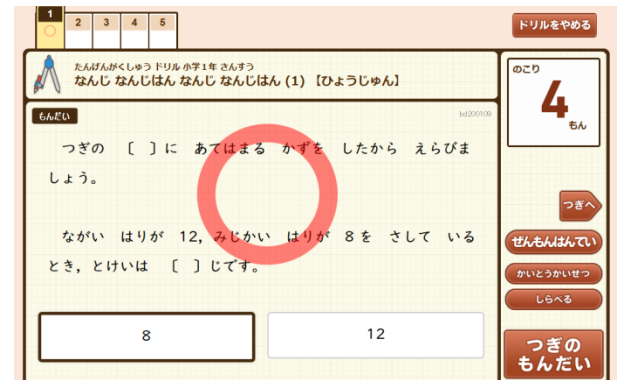 1 2 3 4 5
ドリルをやめる
たんげんがくしゅう ドリル 小学1年 さんすう
なんじ なんじはん なんじ なんじはん (1) 【ひょうじゅん】
のこり
4
もん
もんだい
bd200109
つぎの 〔 〕に あてはまる かずを したから えらびま
しょう。
ながい はりが 12, みじかい はりが 8を さして いる
とき, とけいは 〔 〕じです。
つぎへ
ぜんもんはんてい
かいとうかいせつ
しらべる
8
12
つぎの
もんだい